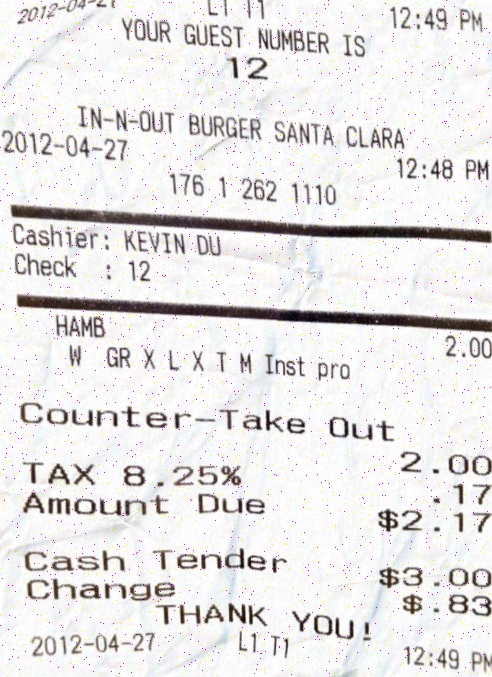 2012-04-27 L1 T1 12:49 PM
YOUR GUEST NUMBER IS
12
IN-N-OUT BURGER SANTA CLARA
2012-04-27 12:48 PM
176 1 262 1110
Cashier: KEVIN DU
Check : 12
HAMB 2.00
W GR X L X T M Inst pro
Counter-Take Out 2.00
TAX 8.25% .17
Amount Due $2.17
Cash Tender $3.00
Change $.83
THANK YOU!
2012-04-27 L1 T1 12:49 PM